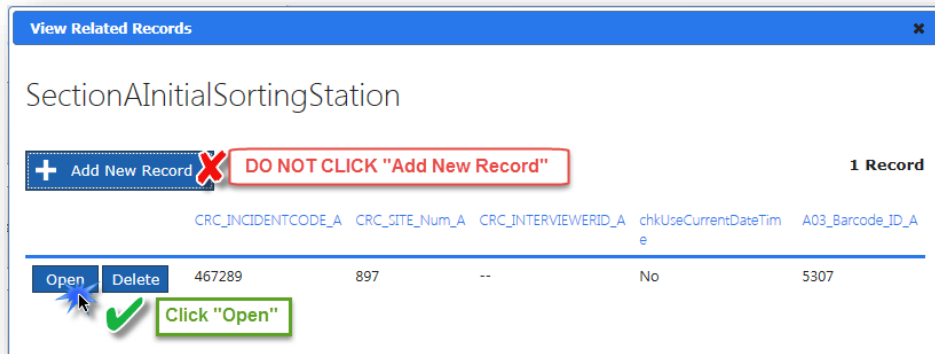 View Related Records
SectionAInitialSortingStation
Add New Record DO NOT CLICK "Add New Record" 1 Record
CRC_INCIDENTCODE_A CRC_SITE_Num_A CRC_INTERVIEWERID_A chkUseCurrentDateTim A03_Barcode_ID_A
e
Open Delete 467289 897 -- No 5307
Click "Open"